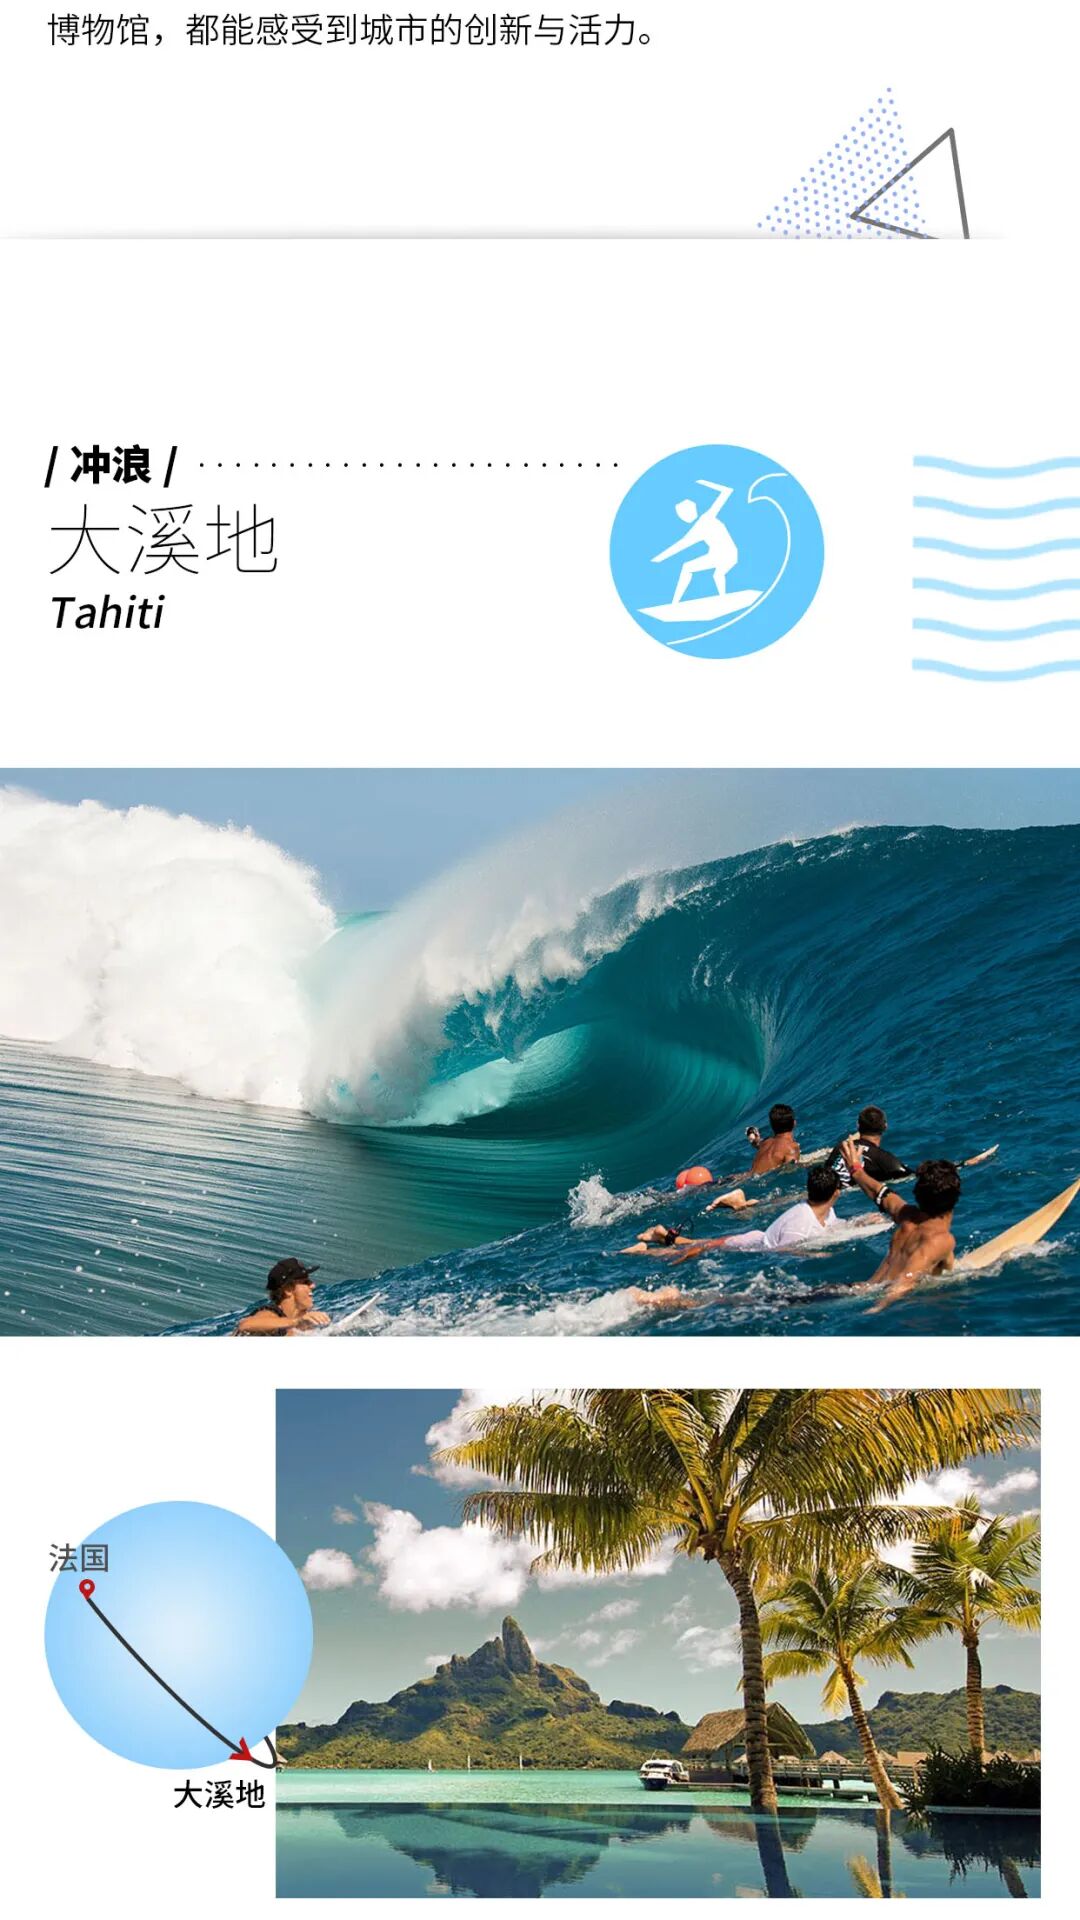 博物馆，都能感受到城市的创新与活力。
/ 冲浪 /
大溪地
Tahiti
法国
大溪地